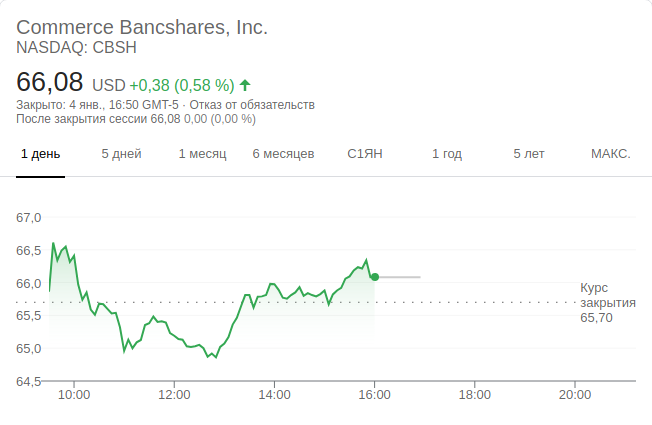 Commerce Bancshares, Inc.
NASDAQ: CBSH
66,08 USD +0,38 (0,58 %)
Закрыто: 4 янв., 16:50 GMT-5 · Отказ от обязательств
После закрытия сессии 66,08 0,00 (0,00 %)
1 день 5 дней 1 месяц 6 месяцев С1ЯН 1 год 5 лет МАКС.
67,0
66,5
66,0
65,5
65,0
64,5
Курс
закрытия
65,70
10:00 12:00 14:00 16:00 18:00 20:00